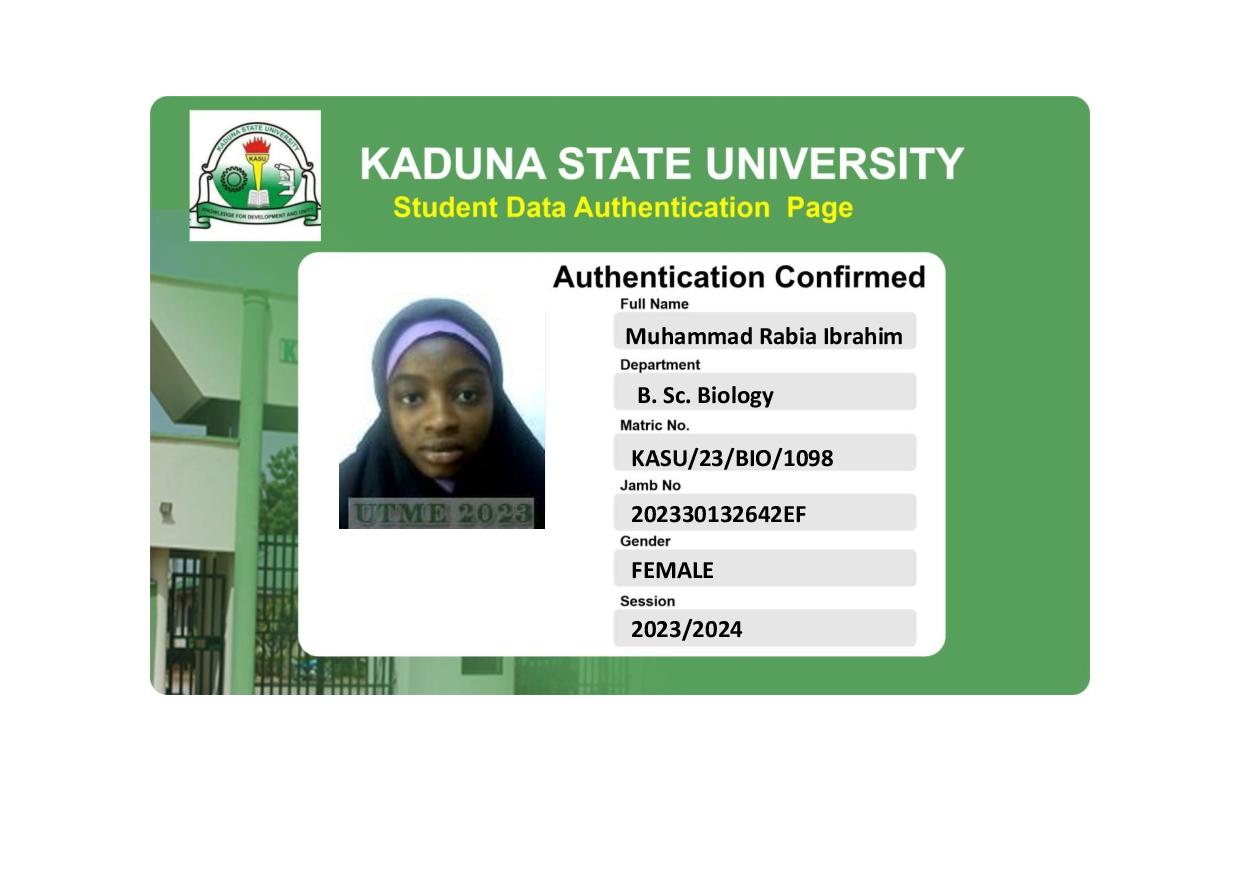 KADUNA STATE UNIVERSITY
KASU
KNOWLEDGE FOR DEVELOPMENT AND UNITY
KADUNA STATE UNIVERSITY
Student Data Authentication Page
Authentication Confirmed
Full Name
Muhammad Rabia Ibrahim
Department
B. Sc. Biology
Matric No.
KASU/23/BIO/1098
Jamb No
202330132642EF
Gender
FEMALE
Session
2023/2024
UTME 2023
K